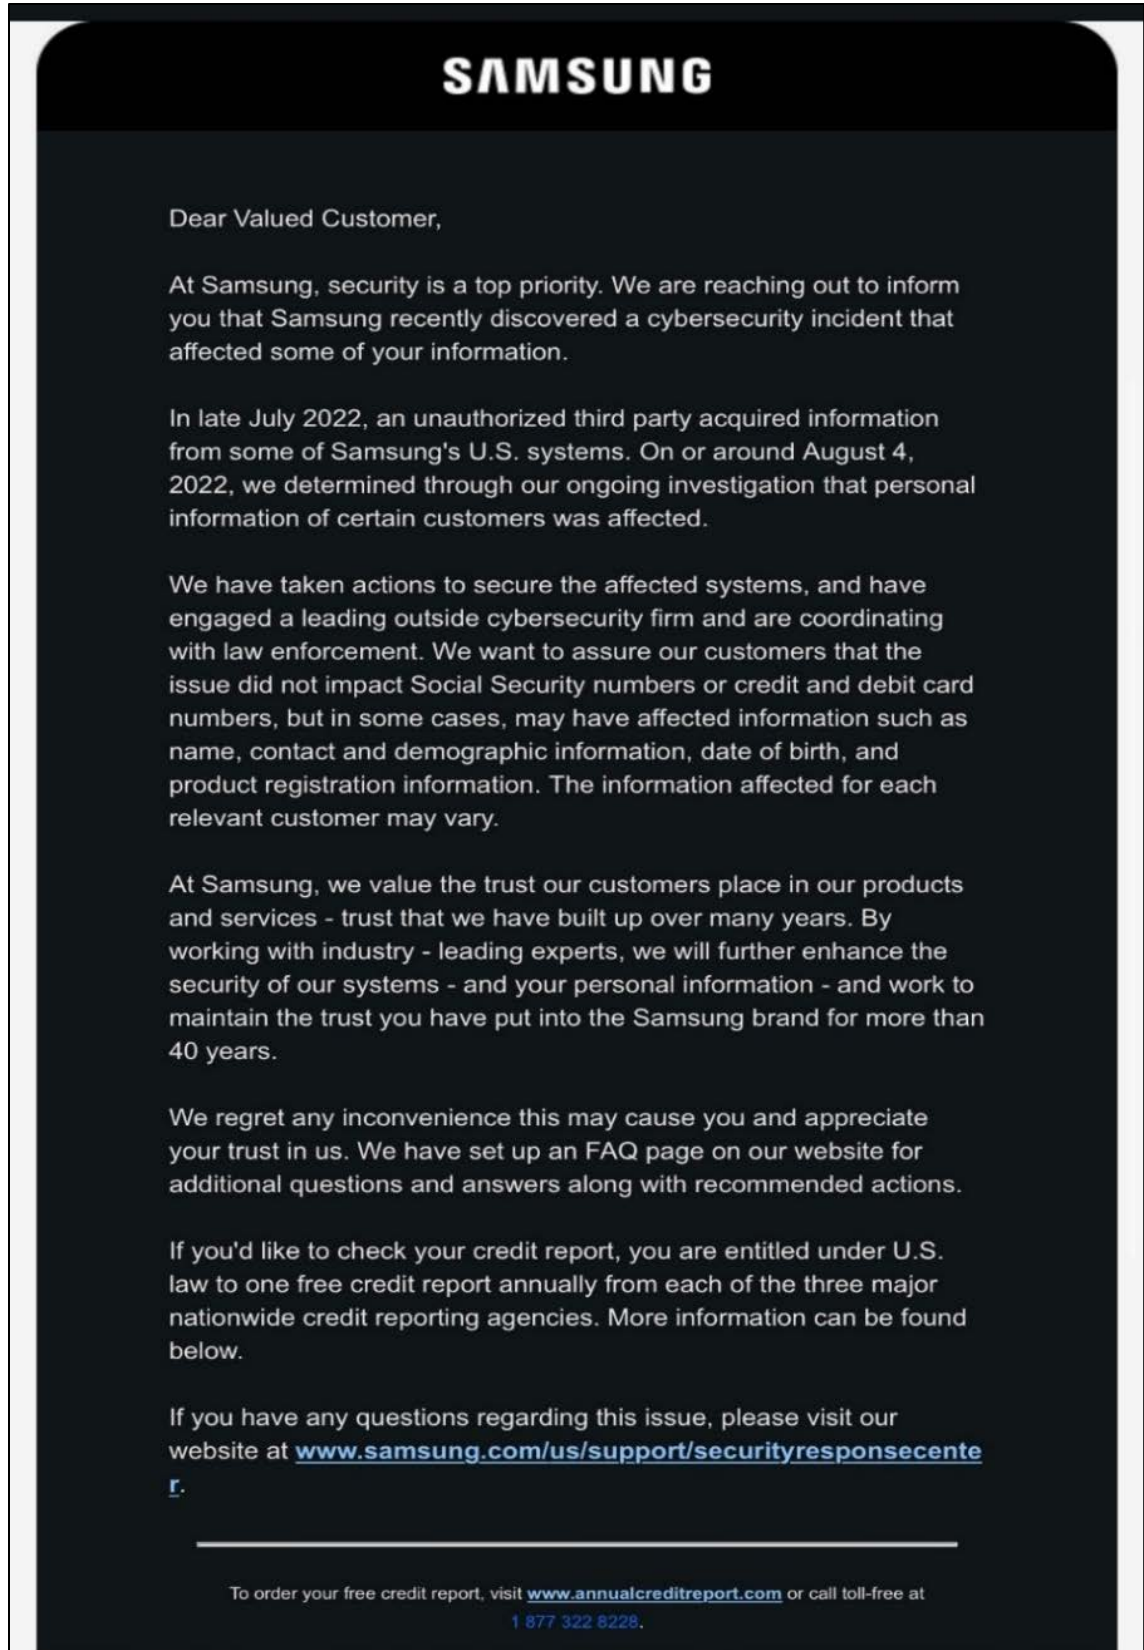 SAMSUNG
Dear Valued Customer,
At Samsung, security is a top priority. We are reaching out to inform
you that Samsung recently discovered a cybersecurity incident that
affected some of your information.
In late July 2022, an unauthorized third party acquired information
from some of Samsung's U.S. systems. On or around August 4,
2022, we determined through our ongoing investigation that personal
information of certain customers was affected.
We have taken actions to secure the affected systems, and have
engaged a leading outside cybersecurity firm and are coordinating
with law enforcement. We want to assure our customers that the
issue did not impact Social Security numbers or credit and debit card
numbers, but in some cases, may have affected information such as
name, contact and demographic information, date of birth, and
product registration information. The information affected for each
relevant customer may vary.
At Samsung, we value the trust our customers place in our products
and services - trust that we have built up over many years. By
working with industry - leading experts, we will further enhance the
security of our systems - and your personal information - and work to
maintain the trust you have put into the Samsung brand for more than
40 years.
We regret any inconvenience this may cause you and appreciate
your trust in us. We have set up an FAQ page on our website for
additional questions and answers along with recommended actions.
If you'd like to check your credit report, you are entitled under U.S.
law to one free credit report annually from each of the three major
nationwide credit reporting agencies. More information can be found
below.
If you have any questions regarding this issue, please visit our
website at www.samsung.com/us/support/securityresponsecente
r.
To order your free credit report, visit www.annualcreditreport.com or call toll-free at
1 877 322 8228.